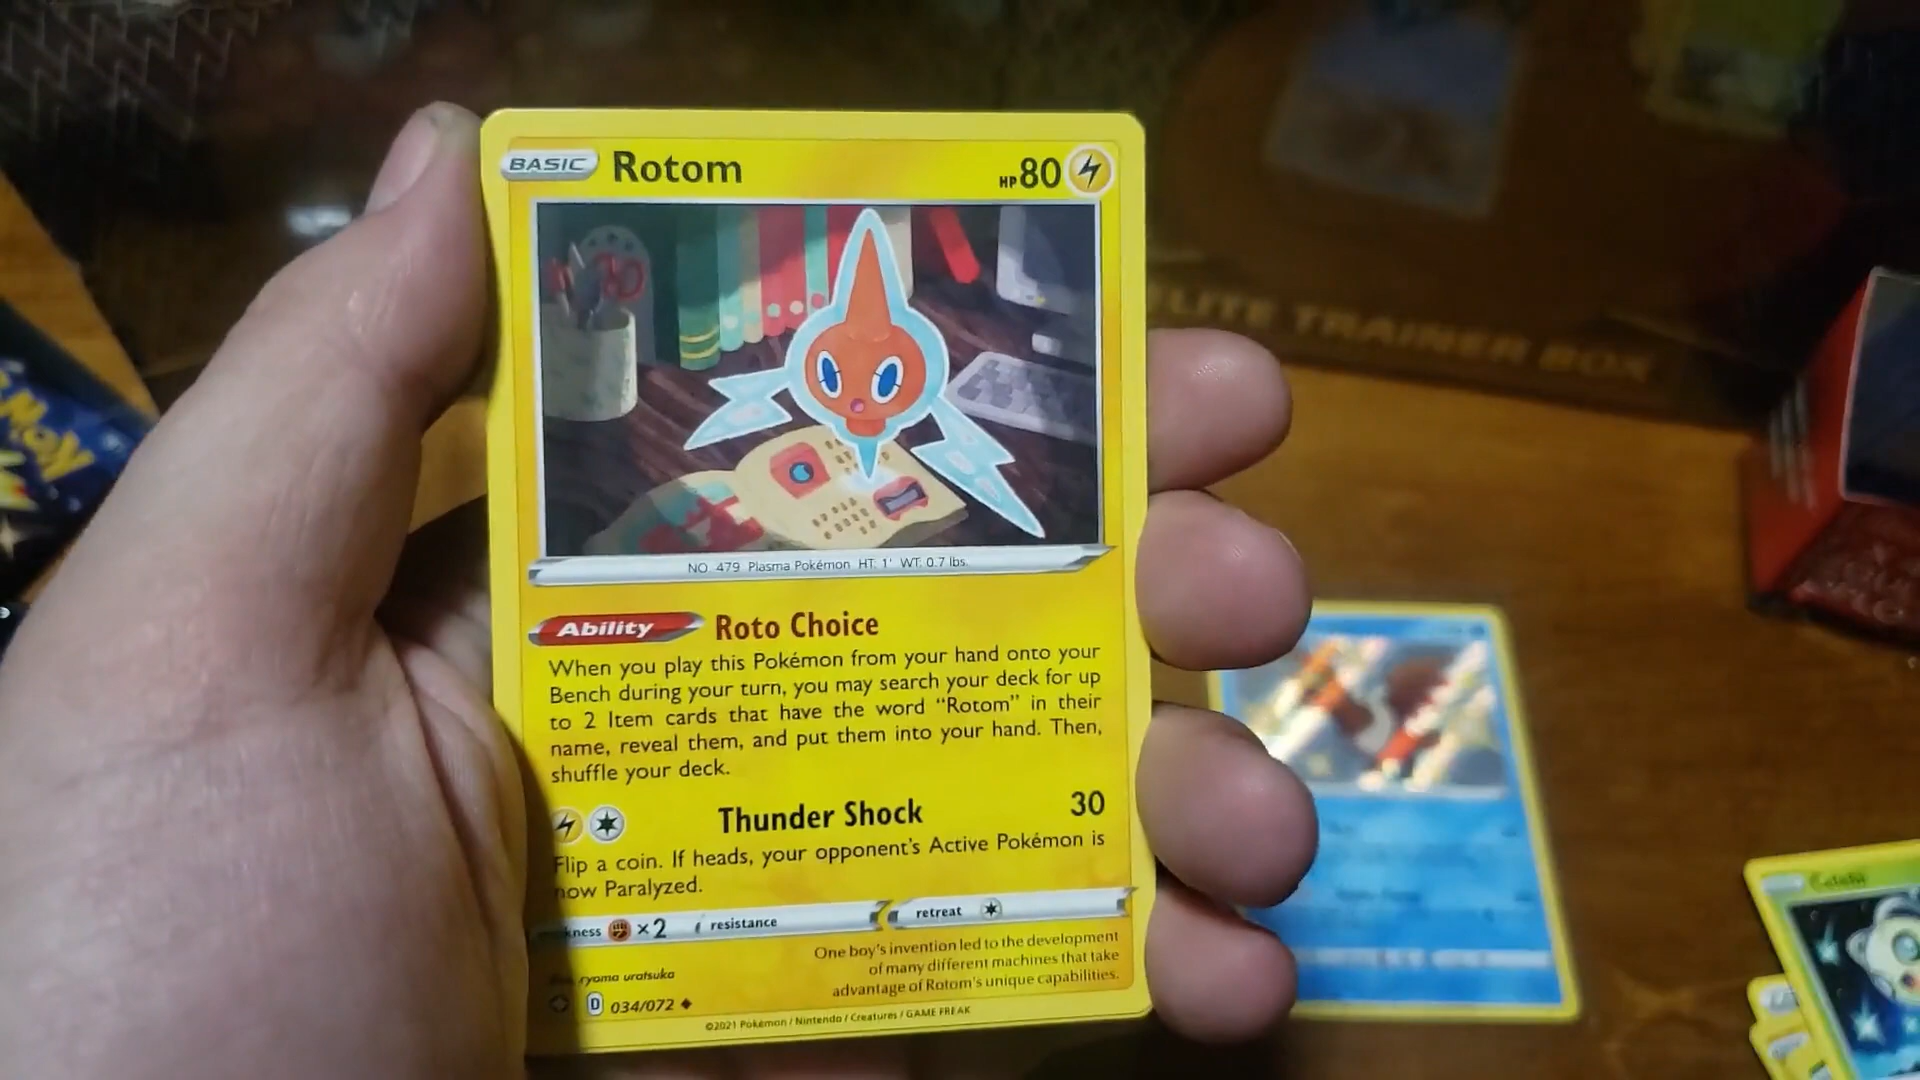 BASIC Rotom HP 80
NO. 479 Plasma Pokémon HT: 1' WT: 0.7 lbs.
Ability Roto Choice
When you play this Pokémon from your hand onto your
Bench during your turn, you may search your deck for up
to 2 Item cards that have the word “Rotom” in their
name, reveal them, and put them into your hand. Then,
shuffle your deck.
Thunder Shock 30
Flip a coin. If heads, your opponent's Active Pokémon is
now Paralyzed.
kness ×2 resistance retreat
One boy's invention led to the development
of many different machines that take
advantage of Rotom's unique capabilities.
ryoma uratsuka
D 034/072
©2021 Pokémon / Nintendo / Creatures / GAME FREAK
ELITE TRAINER BOX
Celebi